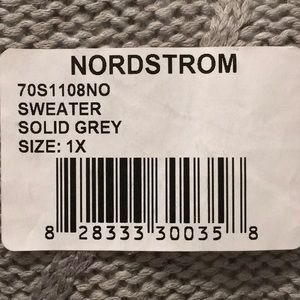 NORDSTROM
70S1108NO
SWEATER
SOLID GREY
SIZE: 1X
8 28333 30035 8